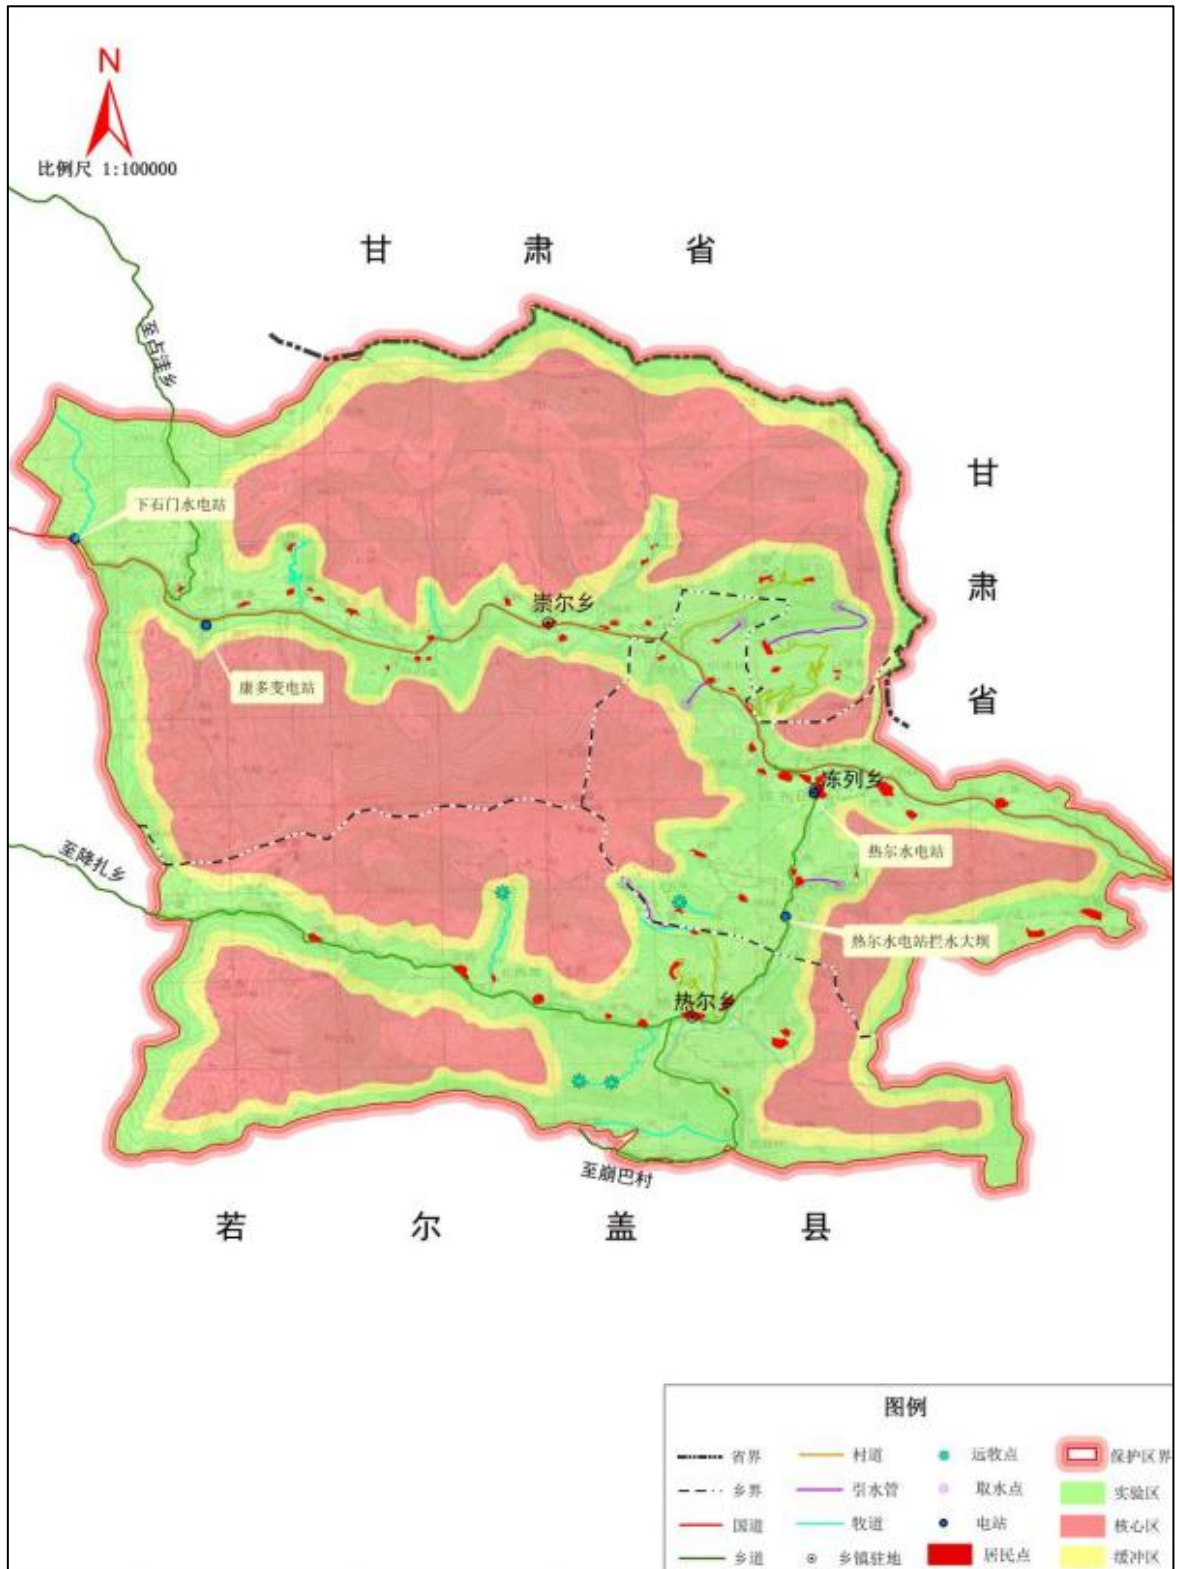 N
比例尺 1:100000
甘肃省
至占洼乡
甘
肃
省
下石门水电站
崇尔乡
康多变电站
冻列乡
至降扎乡
热尔水电站
热尔水电站拦水大坝
热尔乡
至崩巴村
若尔盖县
图例
省界 村道 远牧点 保护区界
乡界 引水管 取水点 实验区
国道 牧道 电站 核心区
乡道 乡镇驻地 居民点 缓冲区